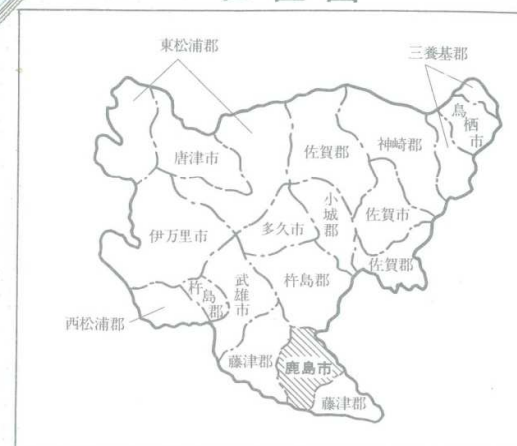 東松浦郡
三養基郡
鳥栖市
神崎郡
佐賀郡
唐津市
小城郡
佐賀市
多久市
伊万里市
佐賀郡
杵島郡
武雄市
杵島郡
西松浦郡
鹿島市
藤津郡
藤津郡